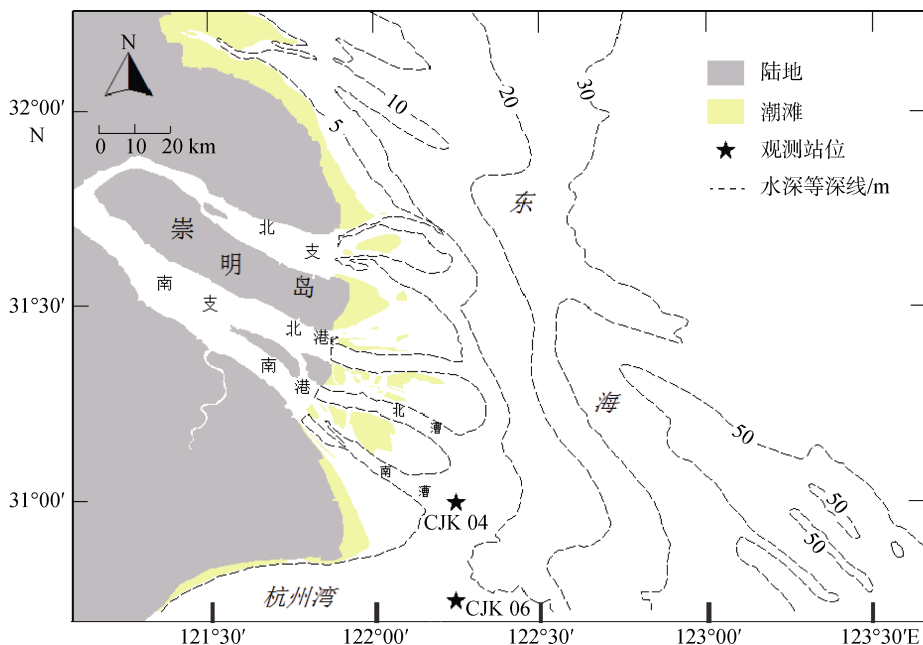 N
0 10 20 km
32°00′
N
31°30′
31°00′
121°30′
122°00′
122°30′
123°00′
123°30′E
陆地
潮滩
观测站位
水深等深线/m
5
10
20
30
50
50
50
东
海
崇
明
岛
北
支
南
支
北
港
南
港
北
漕
南
漕
CJK 04
CJK 06
杭州湾